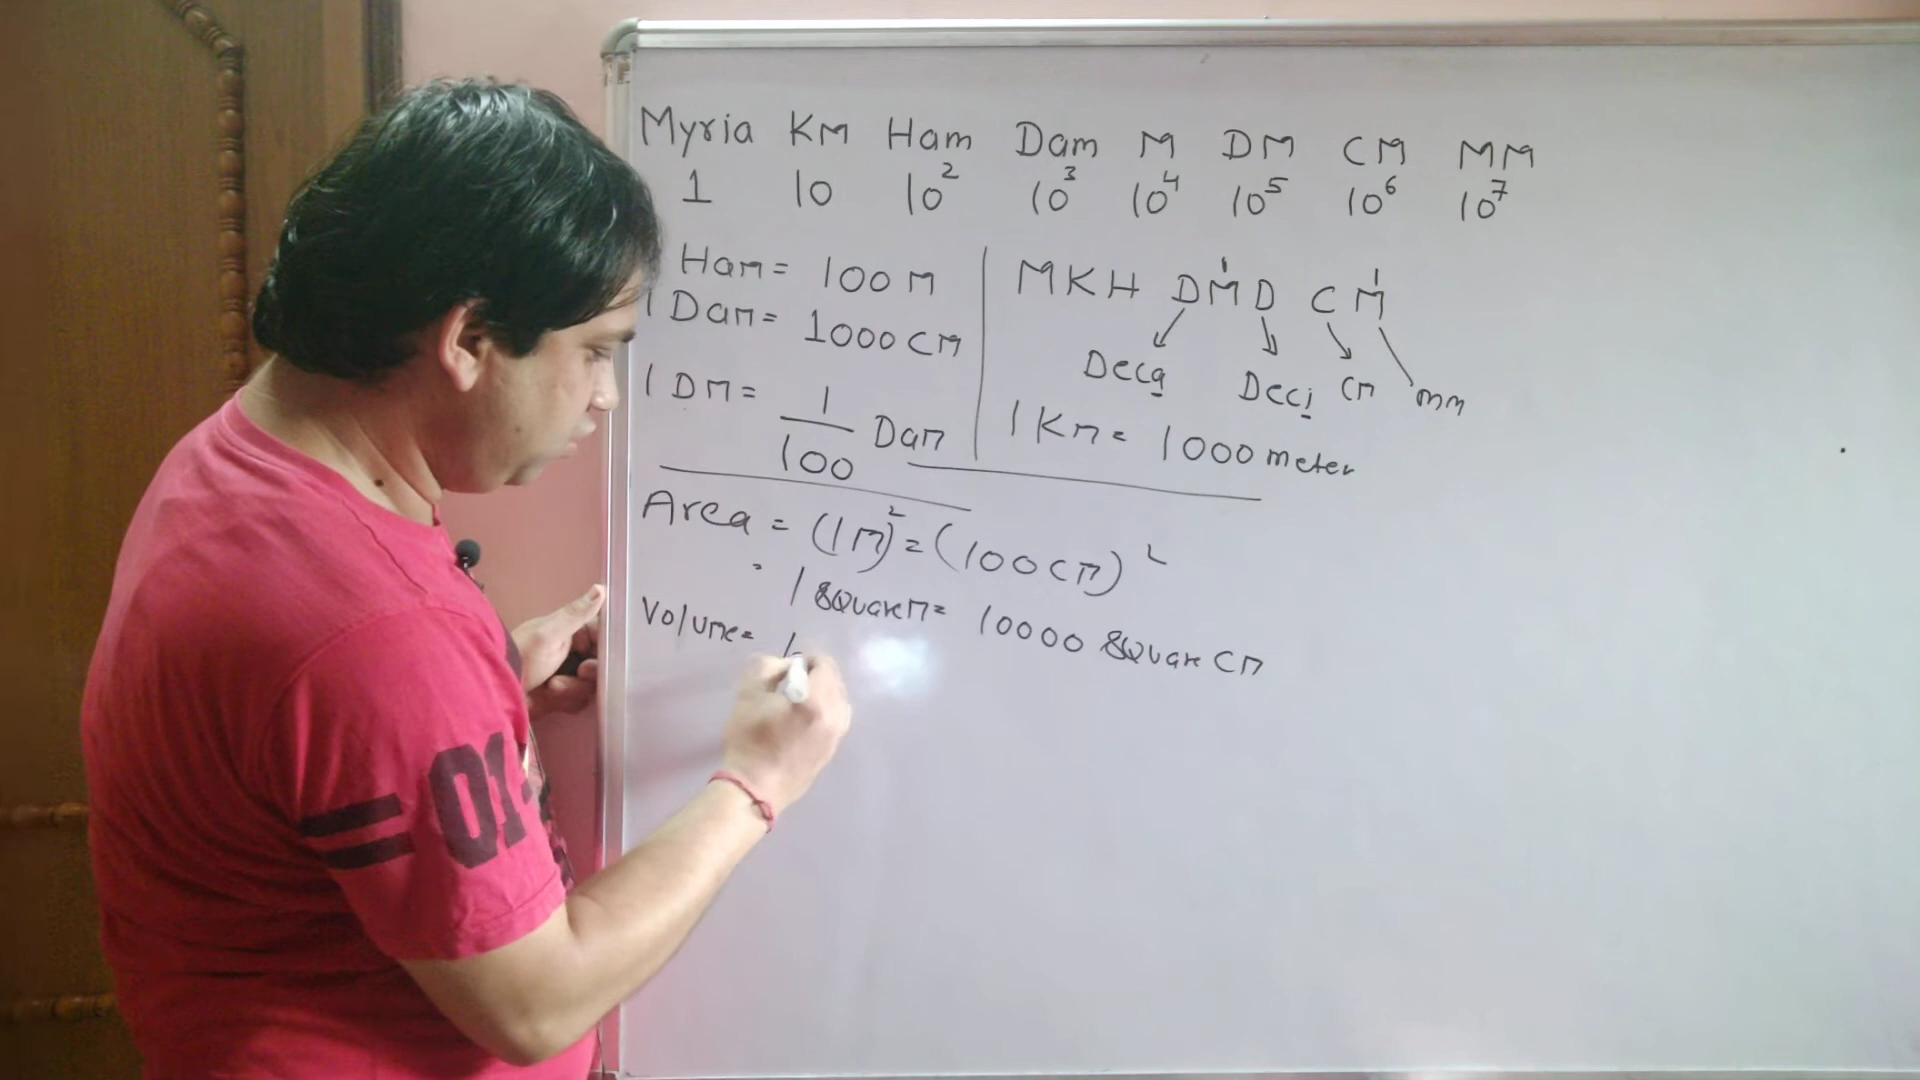 Myria KM Ham Dam M DM CM MM
1 10 10² 10³ 10⁴ 10⁵ 10⁶ 10⁷
Ham = 100 M
1 Dam = 1000 CM
1 DM = 1/100 Dam
MKH DMD CM
Deca Deci CM MM
1 KM = 1000 meter
Area = (1M)² = (100CM)²
= 1 Square M = 10000 Square CM
Volume =
01